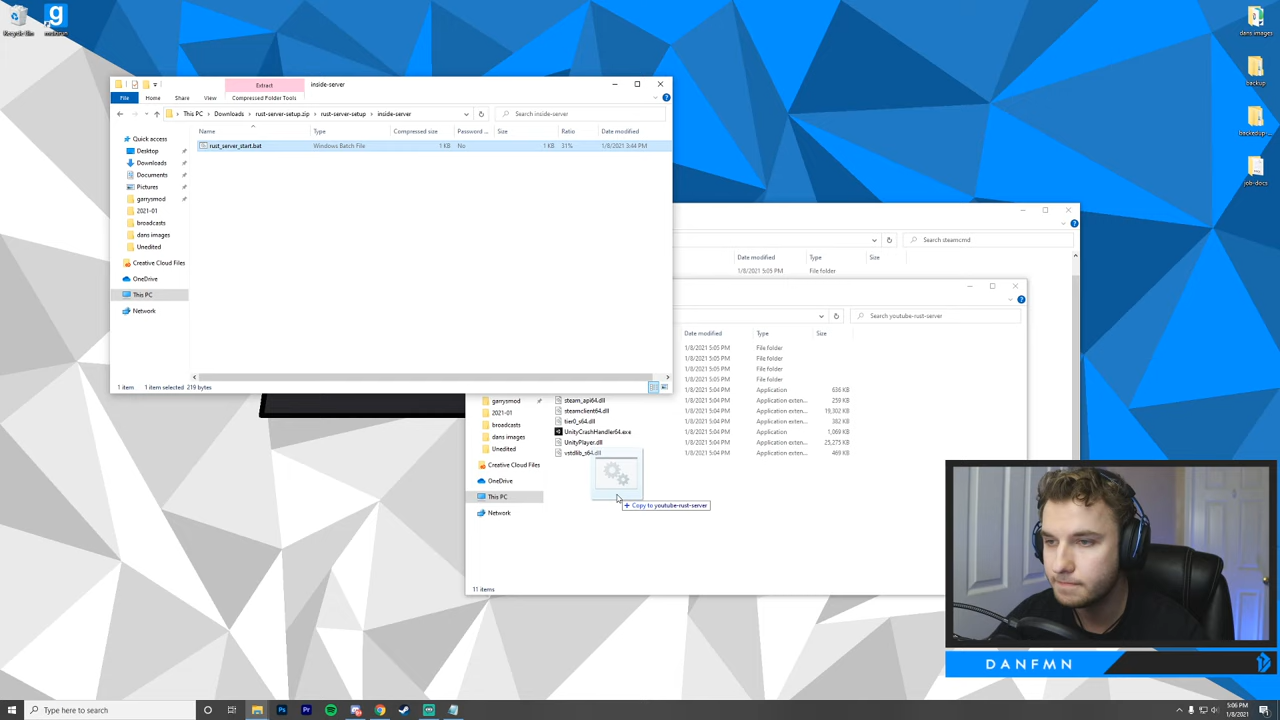 Recycle Bin
dans images
backup
job-docs
Extract
inside-server
File
Home
Share
View
Compressed Folder Tools
This PC
Downloads
rust-server-setup.zip
rust-server-setup
inside-server
Search inside-server
Name
Type
Compressed size
Password ...
Size
Ratio
Date modified
rust_server_start.bat
Windows Batch File
1 KB
No
1 KB
31%
1/8/2021 3:44 PM
Quick access
Desktop
Downloads
Documents
Pictures
garrysmod
2021-01
broadcasts
dans images
Unedited
Creative Cloud Files
OneDrive
This PC
Network
1 item
1 item selected 219 bytes
Search steamcmd
Date modified
Type
Size
1/8/2021 5:05 PM
File folder
Search youtube-rust-server
Date modified
Type
Size
1/8/2021 5:05 PM
File folder
1/8/2021 5:05 PM
File folder
1/8/2021 5:05 PM
File folder
1/8/2021 5:05 PM
File folder
1/8/2021 5:04 PM
Application
636 KB
steam_api64.dll
1/8/2021 5:04 PM
Application exten...
259 KB
steamclient64.dll
1/8/2021 5:04 PM
Application exten...
19,302 KB
tier0_s64.dll
1/8/2021 5:04 PM
Application exten...
382 KB
UnityCrashHandler64.exe
1/8/2021 5:04 PM
Application
1,069 KB
UnityPlayer.dll
1/8/2021 5:04 PM
Application exten...
25,275 KB
vstdlib_s64.dll
1/8/2021 5:04 PM
Application exten...
469 KB
garrysmod
2021-01
broadcasts
dans images
Unedited
Creative Cloud Files
OneDrive
This PC
Network
+ Copy to youtube-rust-server
11 items
DANFMN
Type here to search
5:06 PM
1/8/2021